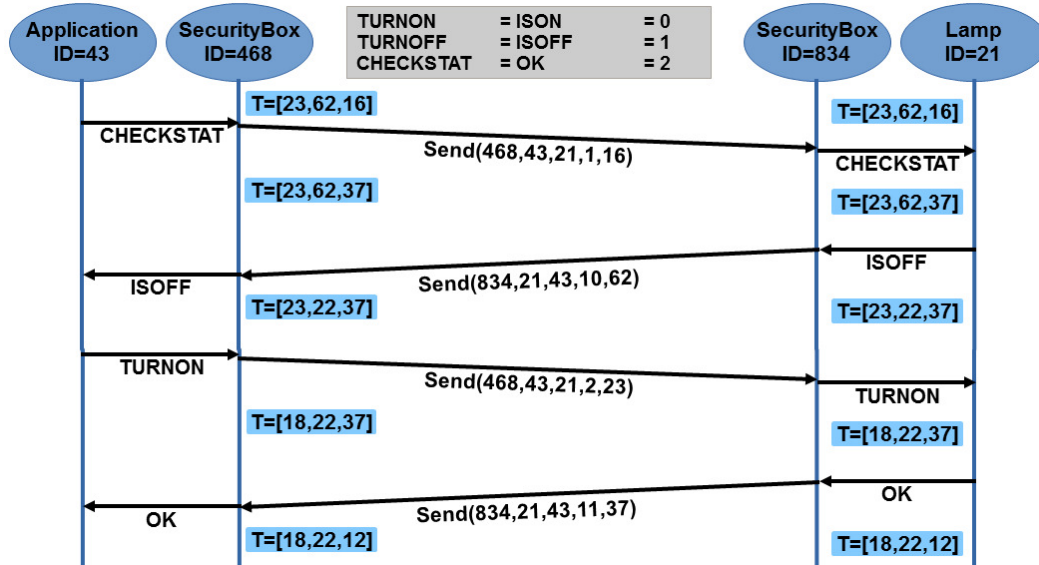 Application
ID=43
SecurityBox
ID=468
TURNON = ISON = 0
TURNOFF = ISOFF = 1
CHECKSTAT = OK = 2
SecurityBox
ID=834
Lamp
ID=21
T=[23,62,16]
T=[23,62,16]
CHECKSTAT
Send(468,43,21,1,16)
CHECKSTAT
T=[23,62,37]
T=[23,62,37]
ISOFF
Send(834,21,43,10,62)
ISOFF
T=[23,22,37]
T=[23,22,37]
TURNON
Send(468,43,21,2,23)
TURNON
T=[18,22,37]
T=[18,22,37]
OK
Send(834,21,43,11,37)
OK
T=[18,22,12]
T=[18,22,12]